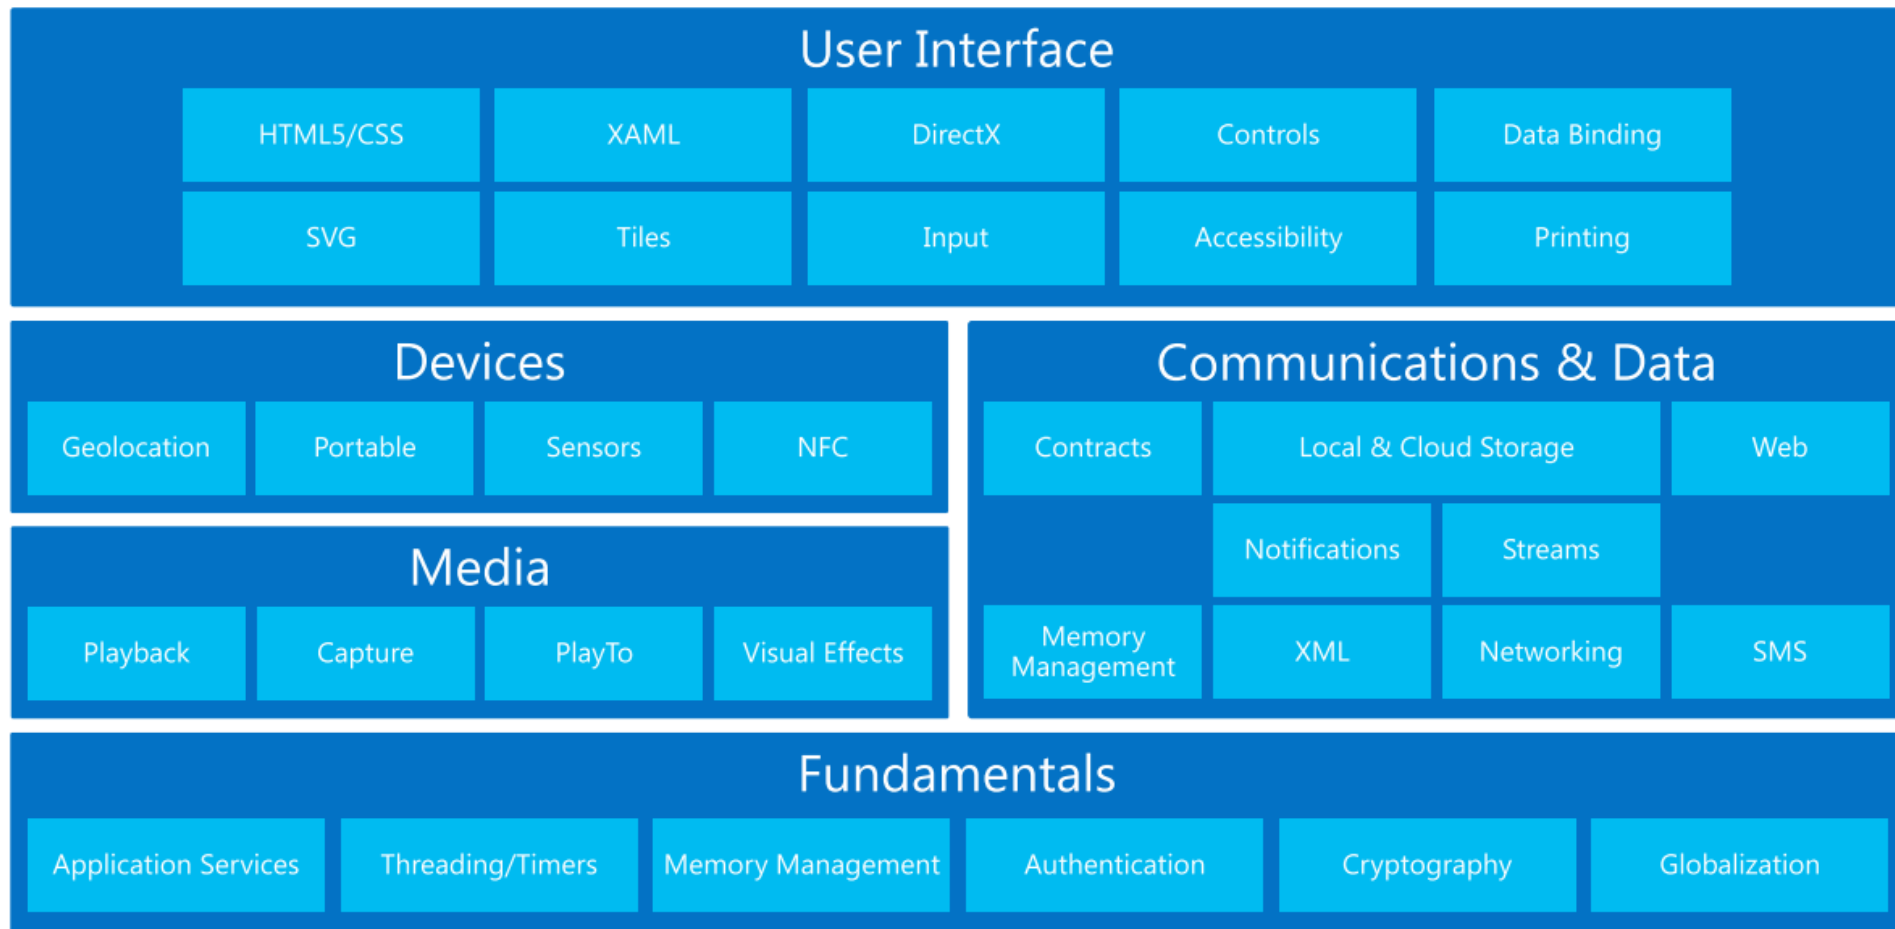 User Interface
HTML5/CSS
XAML
DirectX
Controls
Data Binding
SVG
Tiles
Input
Accessibility
Printing
Devices
Geolocation
Portable
Sensors
NFC
Media
Playback
Capture
PlayTo
Visual Effects
Communications & Data
Contracts
Local & Cloud Storage
Web
Notifications
Streams
Memory
Management
XML
Networking
SMS
Fundamentals
Application Services
Threading/Timers
Memory Management
Authentication
Cryptography
Globalization